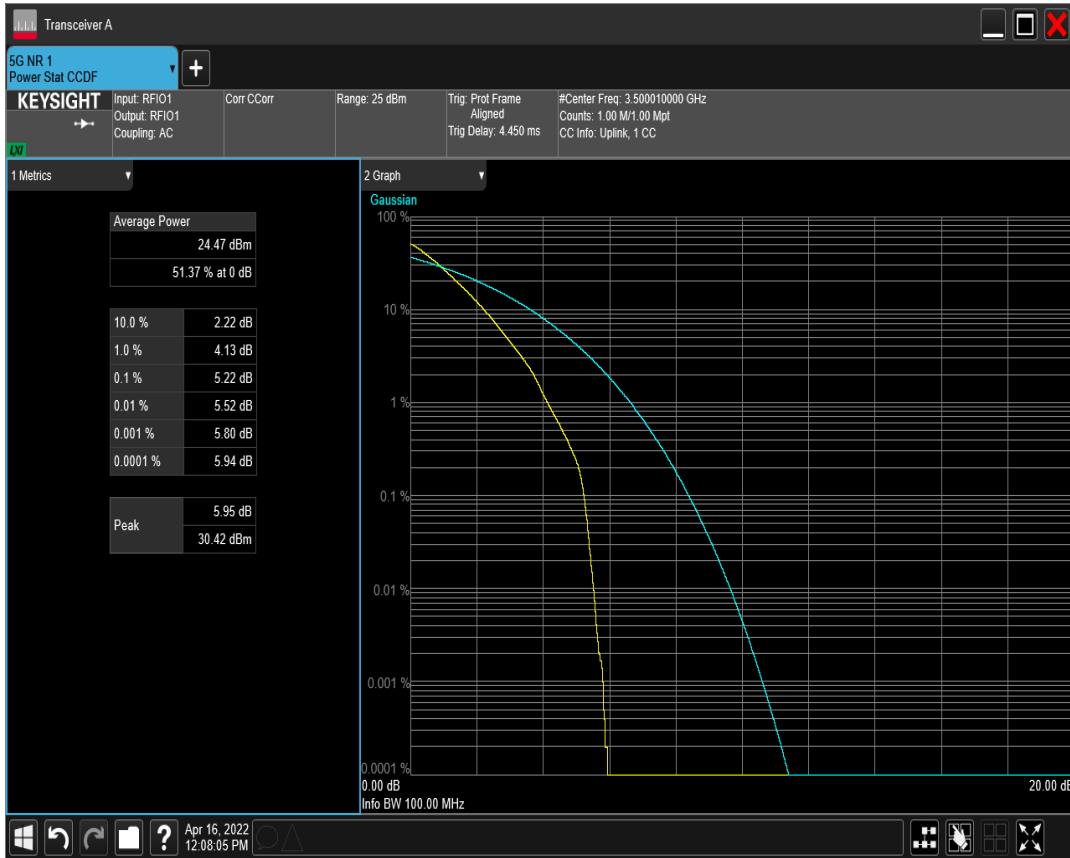 Transceiver A
5G NR 1
Power Stat CCDF
KEYSIGHT
LXI
Input: RFIO1
Output: RFIO1
Coupling: AC
Corr CCorr
Range: 25 dBm
Trig: Prot Frame
Aligned
Trig Delay: 4.450 ms
#Center Freq: 3.500010000 GHz
Counts: 1.00 M/1.00 Mpt
CC Info: Uplink, 1 CC
1 Metrics
Average Power
24.47 dBm
51.37 % at 0 dB
10.0 % 2.22 dB
1.0 % 4.13 dB
0.1 % 5.22 dB
0.01 % 5.52 dB
0.001 % 5.80 dB
0.0001 % 5.94 dB
Peak
5.95 dB
30.42 dBm
2 Graph
Gaussian
100 %
10 %
1 %
0.1 %
0.01 %
0.001 %
0.0001 %
0.00 dB 20.00 dB
Info BW 100.00 MHz
?
Apr 16, 2022
12:08:05 PM